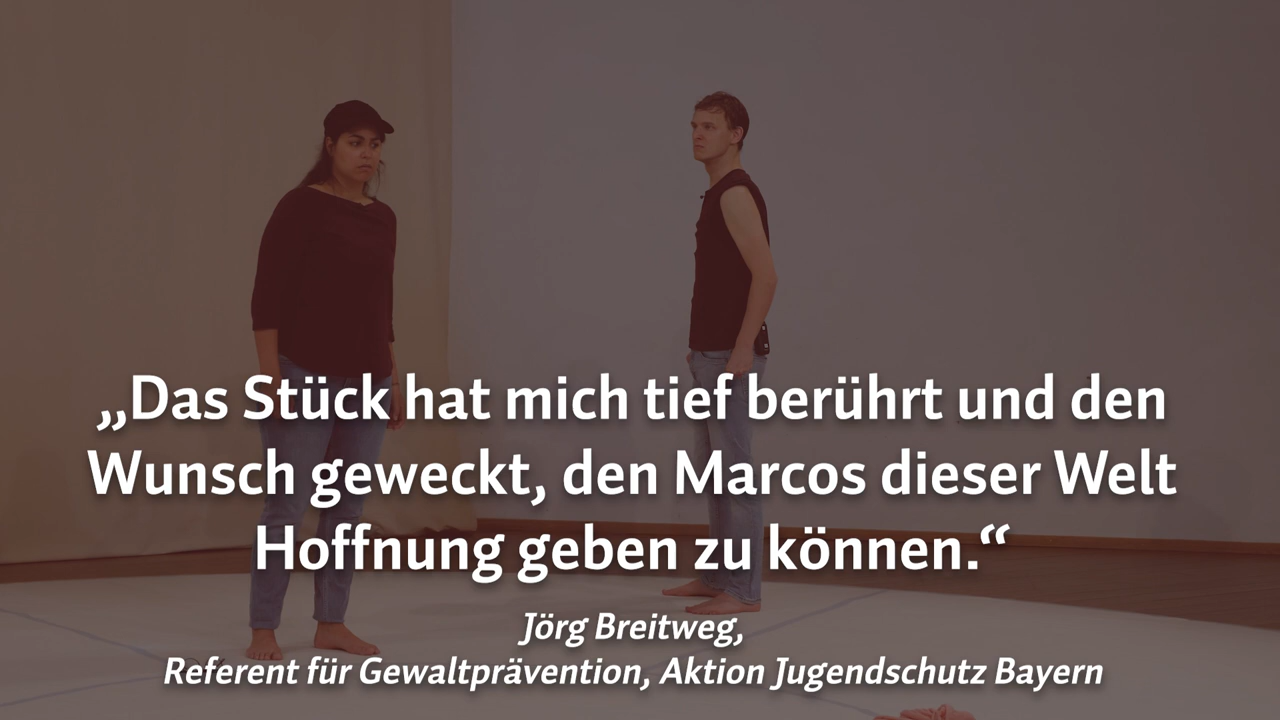 „Das Stück hat mich tief berührt und den
Wunsch geweckt, den Marcos dieser Welt
Hoffnung geben zu können.“
Jörg Breitweg,
Referent für Gewaltprävention, Aktion Jugendschutz Bayern